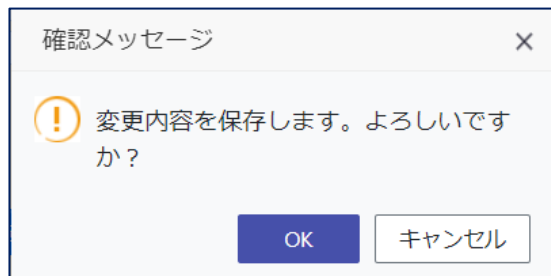 確認メッセージ
変更内容を保存します。よろしいです
か？
OK
キャンセル